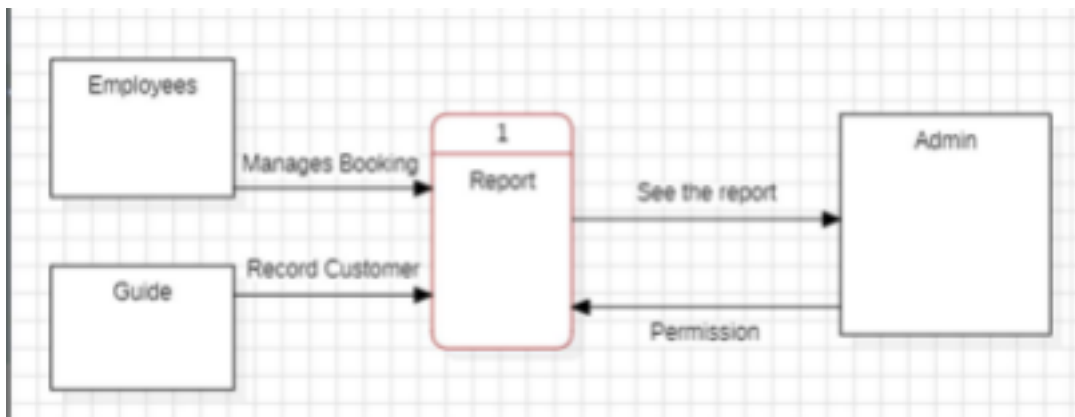 Employees
Manages Booking
1
Report
Record Customer
Guide
See the report
Permission
Admin